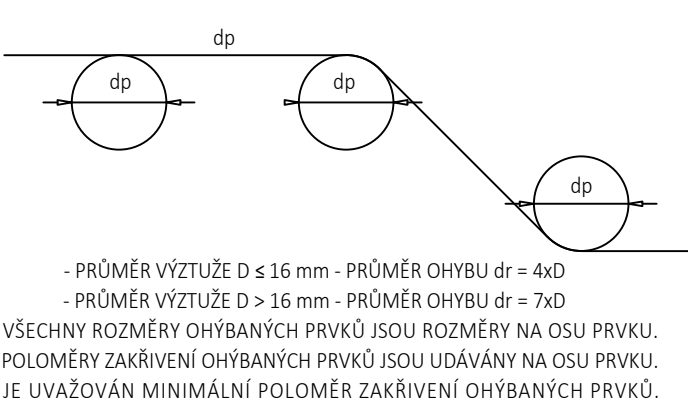 dp
dp
dp
dp
- PRŮMĚR VÝZTUŽE D ≤ 16 mm - PRŮMĚR OHYBU dr = 4xD
- PRŮMĚR VÝZTUŽE D > 16 mm - PRŮMĚR OHYBU dr = 7xD
VŠECHNY ROZMĚRY OHÝBANÝCH PRVKŮ JSOU ROZMĚRY NA OSU PRVKU.
POLOMĚRY ZAKŘIVENÍ OHÝBANÝCH PRVKŮ JSOU UDÁVÁNY NA OSU PRVKU.
JE UVAŽOVÁN MINIMÁLNÍ POLOMĚR ZAKŘIVENÍ OHÝBANÝCH PRVKŮ.